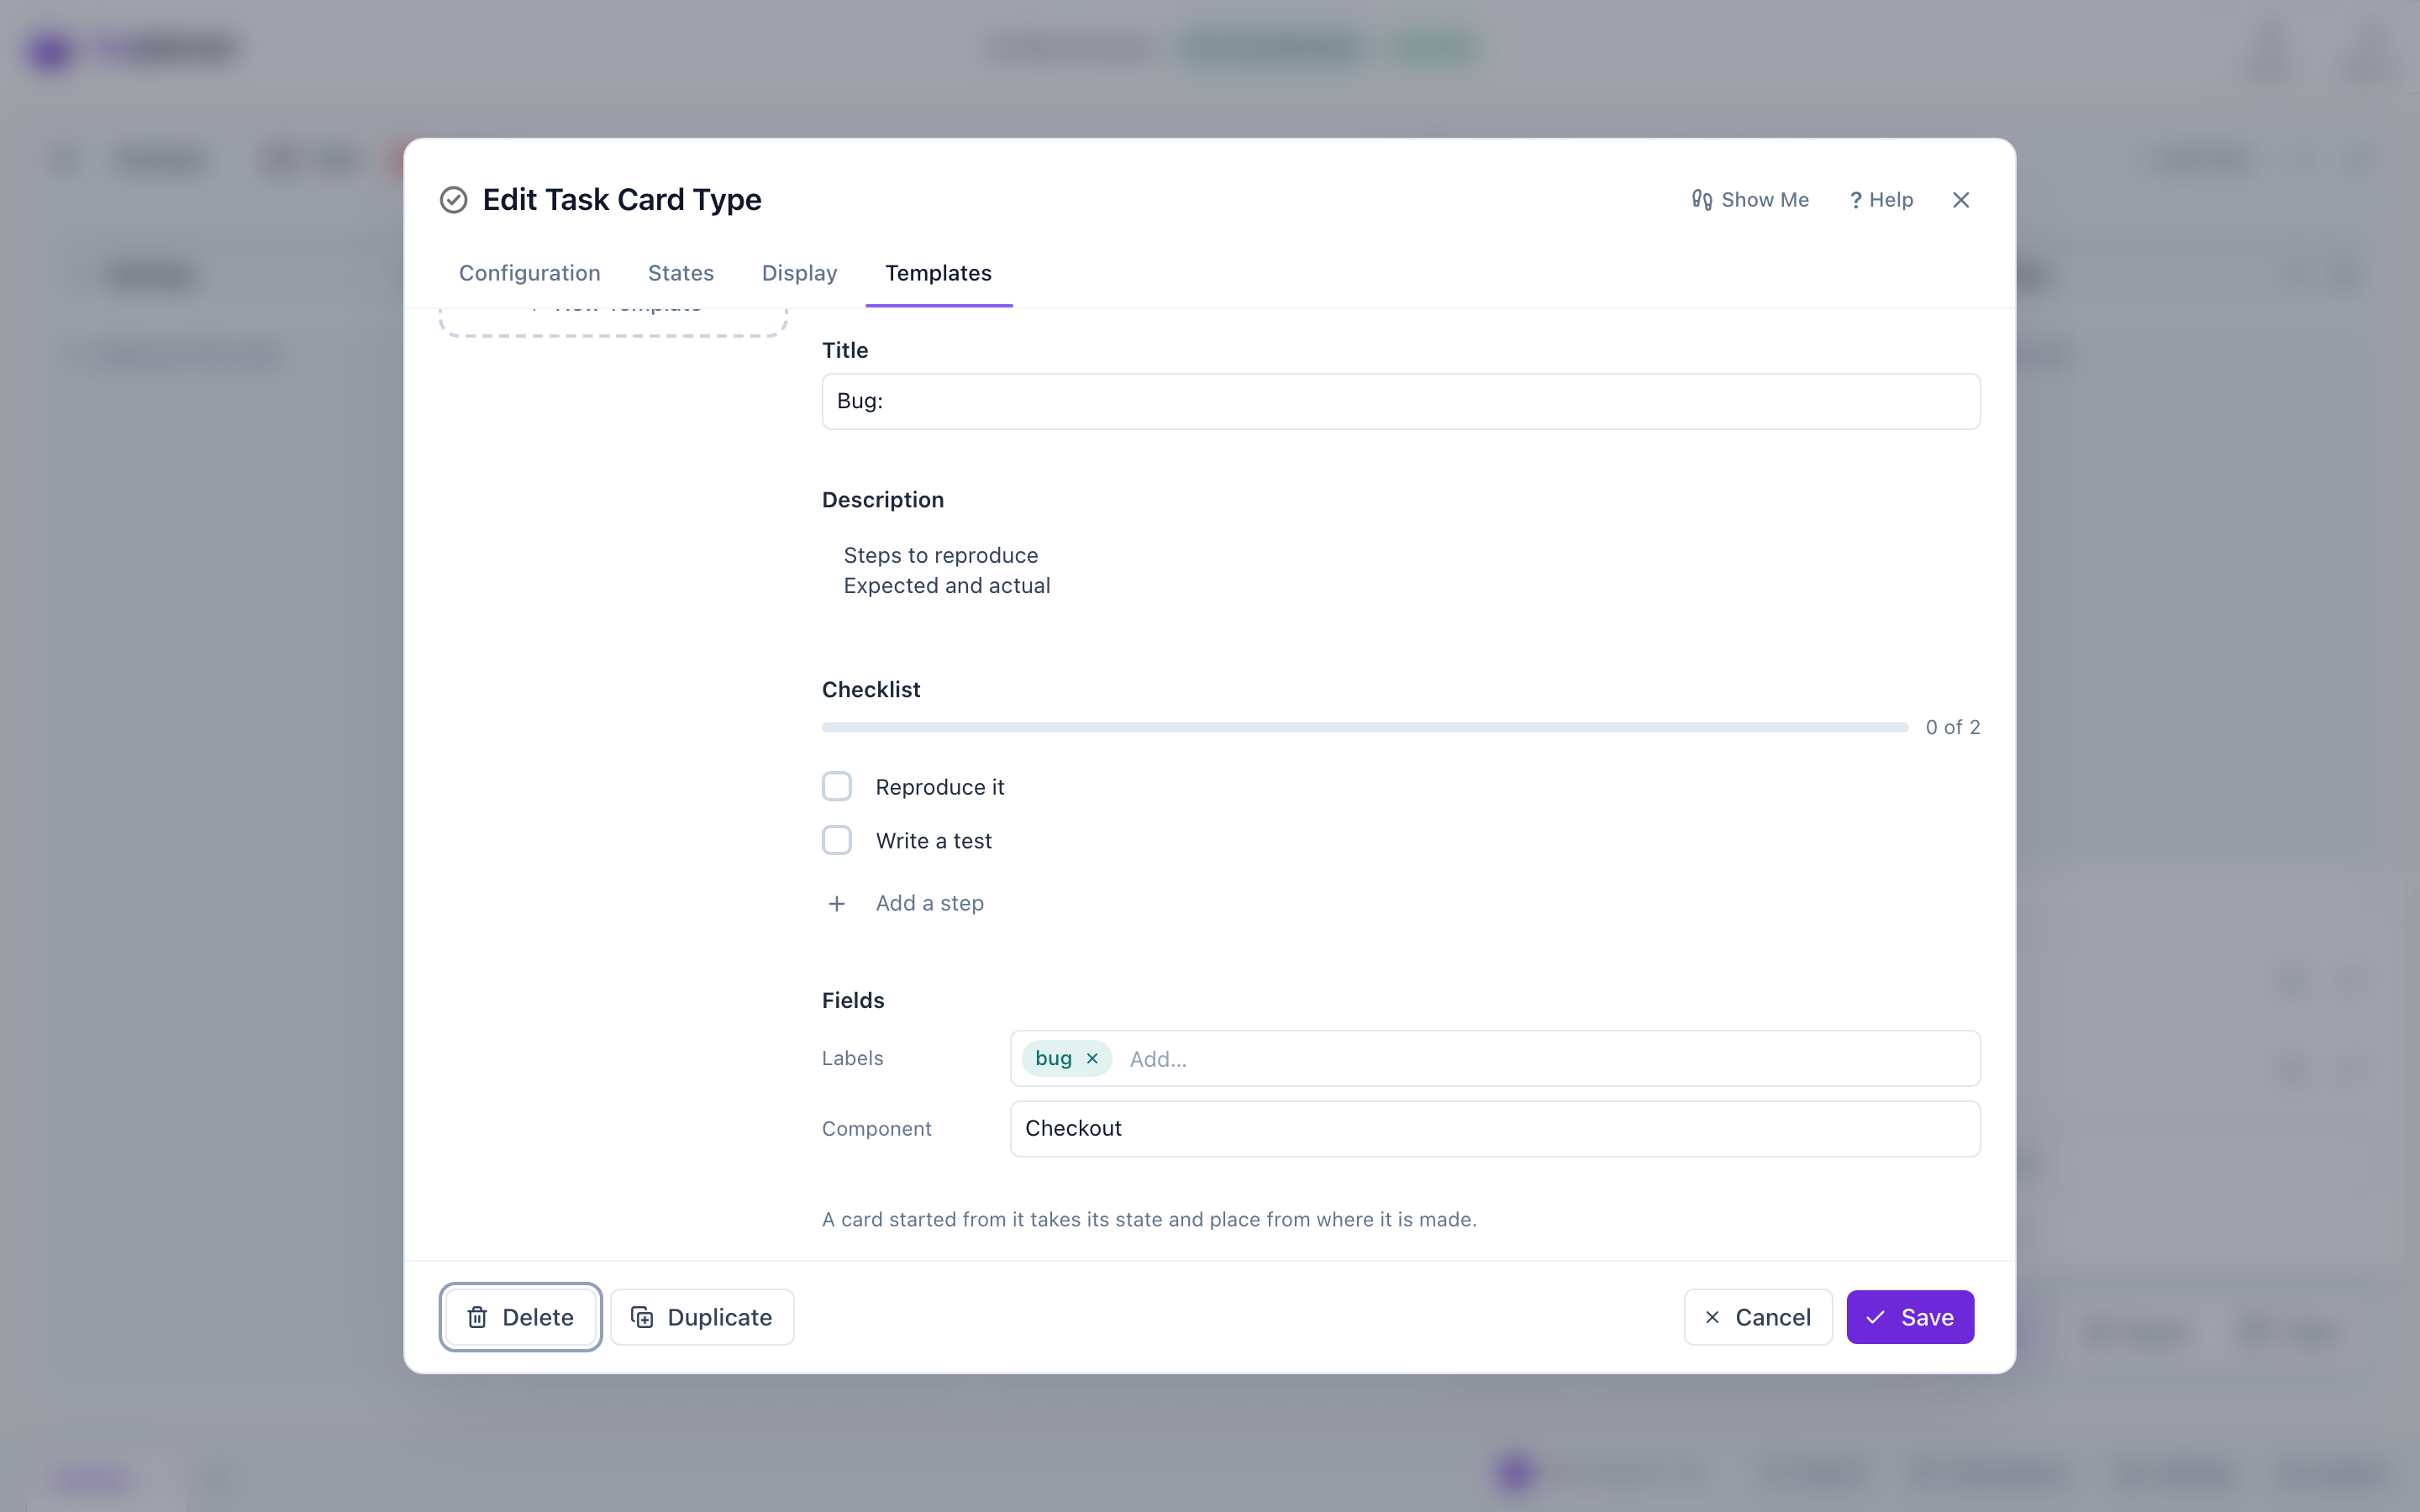 Edit Task Card Type
Show Me
? Help
Configuration
States
Display
Templates
Title
Bug:
Description
Steps to reproduce
Expected and actual
Checklist
0 of 2
Reproduce it
Write a test
Add a step
Fields
Labels
bug
Add...
Component
Checkout
A card started from it takes its state and place from where it is made.
Delete
Duplicate
Cancel
Save